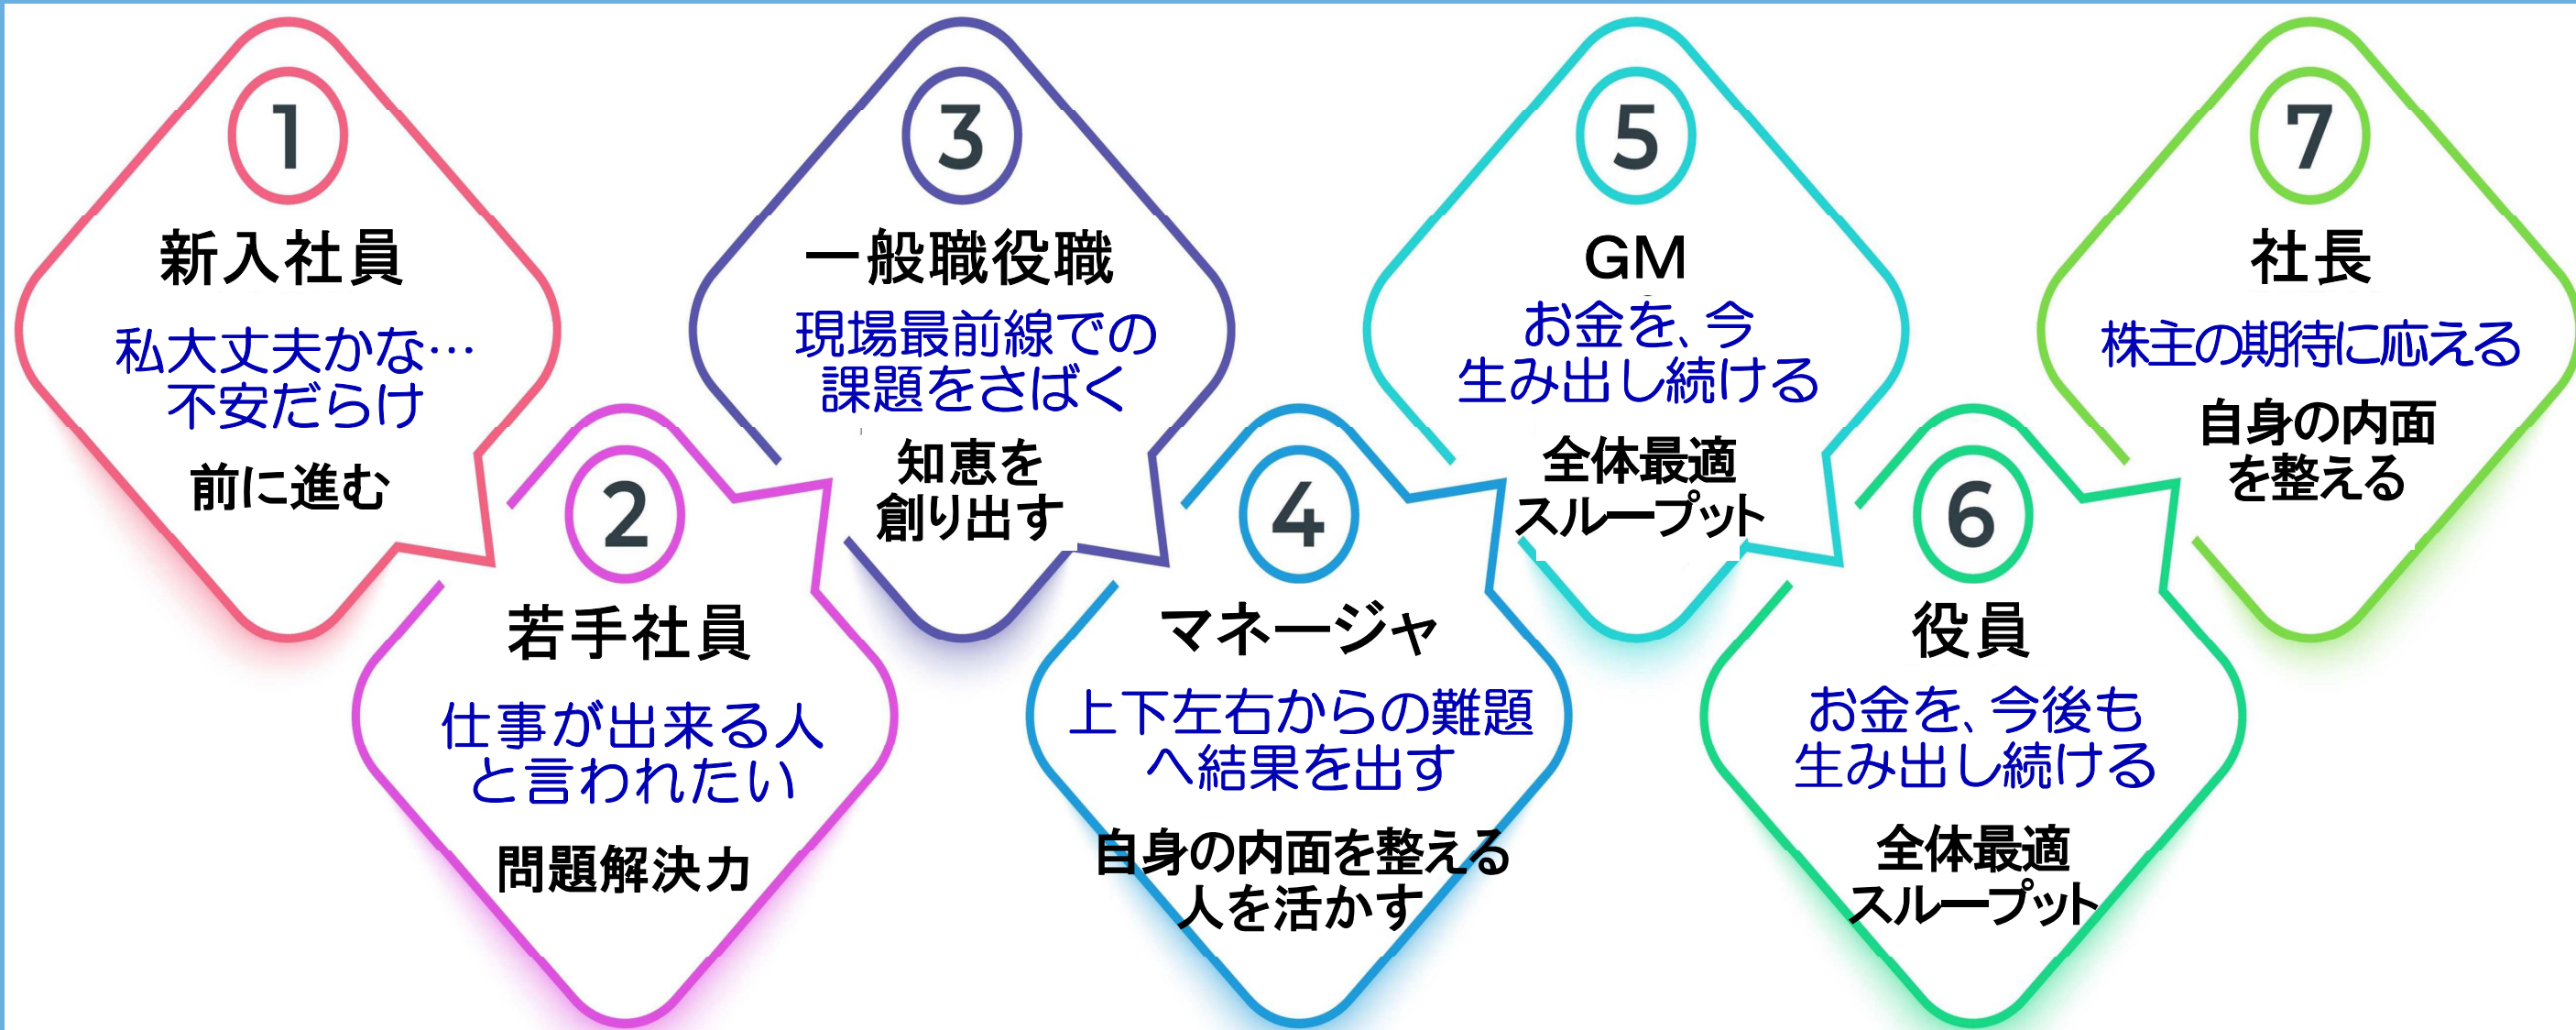 1
新入社員
私大丈夫かな…
不安だらけ
前に進む
2
若手社員
仕事が出来る人
と言われたい
問題解決力
3
一般職役職
現場最前線での
課題をさばく
知恵を
創り出す
4
マネージャ
上下左右からの難題
へ結果を出す
自身の内面を整える
人を活かす
5
GM
お金を、今
生み出し続ける
全体最適
スループット
6
役員
お金を、今後も
生み出し続ける
全体最適
スループット
7
社長
株主の期待に応える
自身の内面
を整える